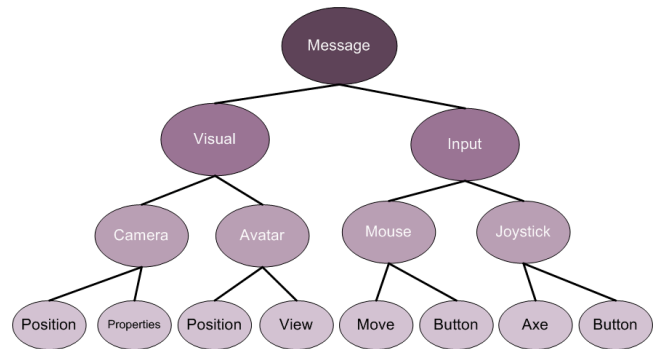 Message
Visual
Input
Camera
Avatar
Mouse
Joystick
Position
Properties
Position
View
Move
Button
Axe
Button